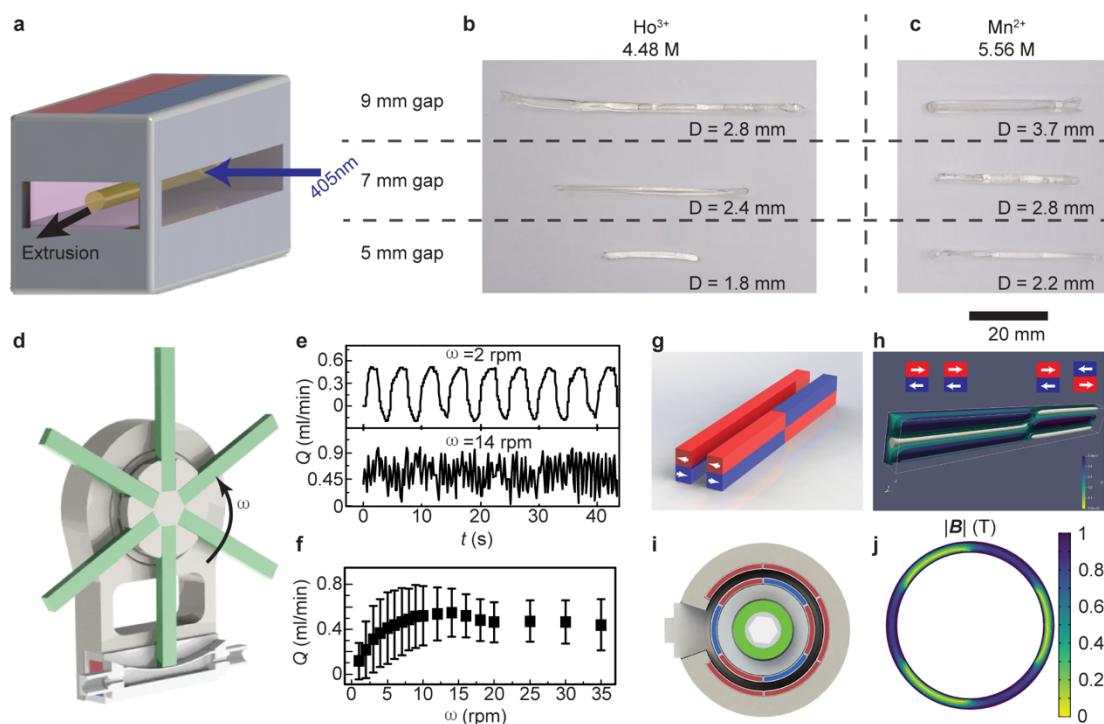 a
Extrusion
405nm
b
Ho³⁺
4.48 M
c
Mn²⁺
5.56 M
9 mm gap
D = 2.8 mm
D = 3.7 mm
7 mm gap
D = 2.4 mm
D = 2.8 mm
5 mm gap
D = 1.8 mm
D = 2.2 mm
20 mm
d
ω
e
Q (ml/min)
0.6
0.3
0
ω =2 rpm
0.9
0.45
0
ω=14 rpm
0 10 20 30 40
t (s)
f
Q (ml/min)
0.8
0.4
0
0 5 10 15 20 25 30 35
ω (rpm)
g
h
i
j
|B| (T)
1
0.8
0.6
0.4
0.2
0